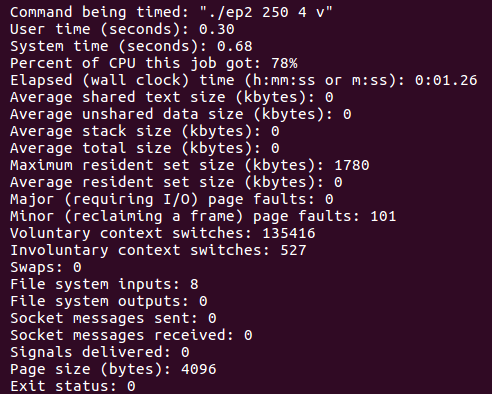 Command being timed: "./ep2 250 4 v"
User time (seconds): 0.30
System time (seconds): 0.68
Percent of CPU this job got: 78%
Elapsed (wall clock) time (h:mm:ss or m:ss): 0:01.26
Average shared text size (kbytes): 0
Average unshared data size (kbytes): 0
Average stack size (kbytes): 0
Average total size (kbytes): 0
Maximum resident set size (kbytes): 1780
Average resident set size (kbytes): 0
Major (requiring I/O) page faults: 0
Minor (reclaiming a frame) page faults: 101
Voluntary context switches: 135416
Involuntary context switches: 527
Swaps: 0
File system inputs: 8
File system outputs: 0
Socket messages sent: 0
Socket messages received: 0
Signals delivered: 0
Page size (bytes): 4096
Exit status: 0